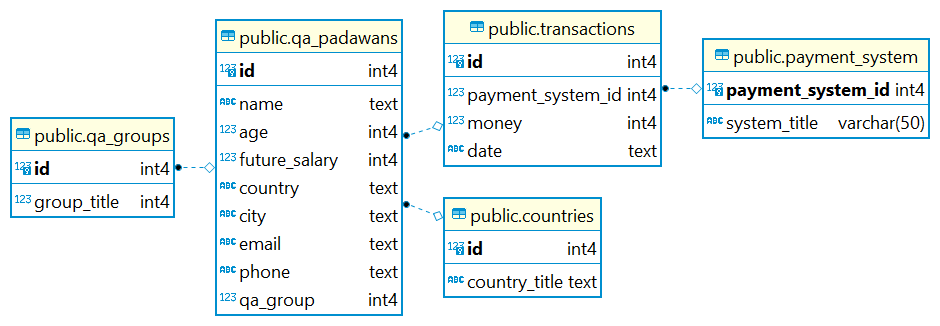 public.qa_groups
123 id int4
123 group_title int4
public.qa_padawans
123 id int4
ABC name text
123 age int4
123 future_salary int4
ABC country text
ABC city text
ABC email text
ABC phone text
123 qa_group int4
public.transactions
123 id int4
123 payment_system_id int4
123 money int4
ABC date text
public.countries
123 id int4
ABC country_title text
public.payment_system
123 payment_system_id int4
ABC system_title varchar(50)